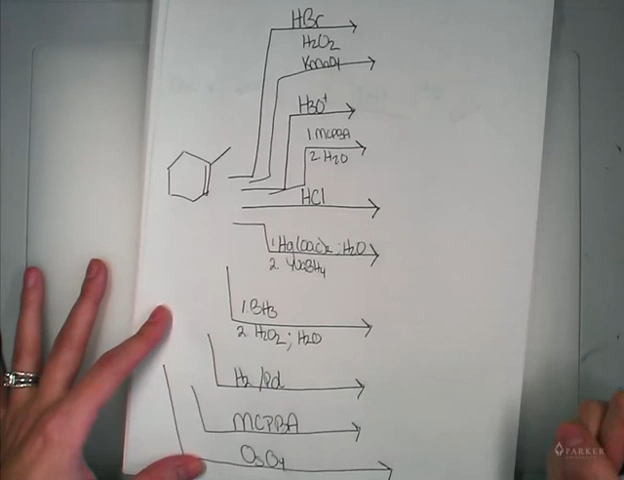 HBr
H2O2
KMnO4
H3O+
1. MCPBA
2. H2O
HCl
1. Hg(OAc)2; H2O
2. NaBH4
1. BH3
2. H2O2; H2O
H2/Pd
MCPBA
OsO4
PARKER